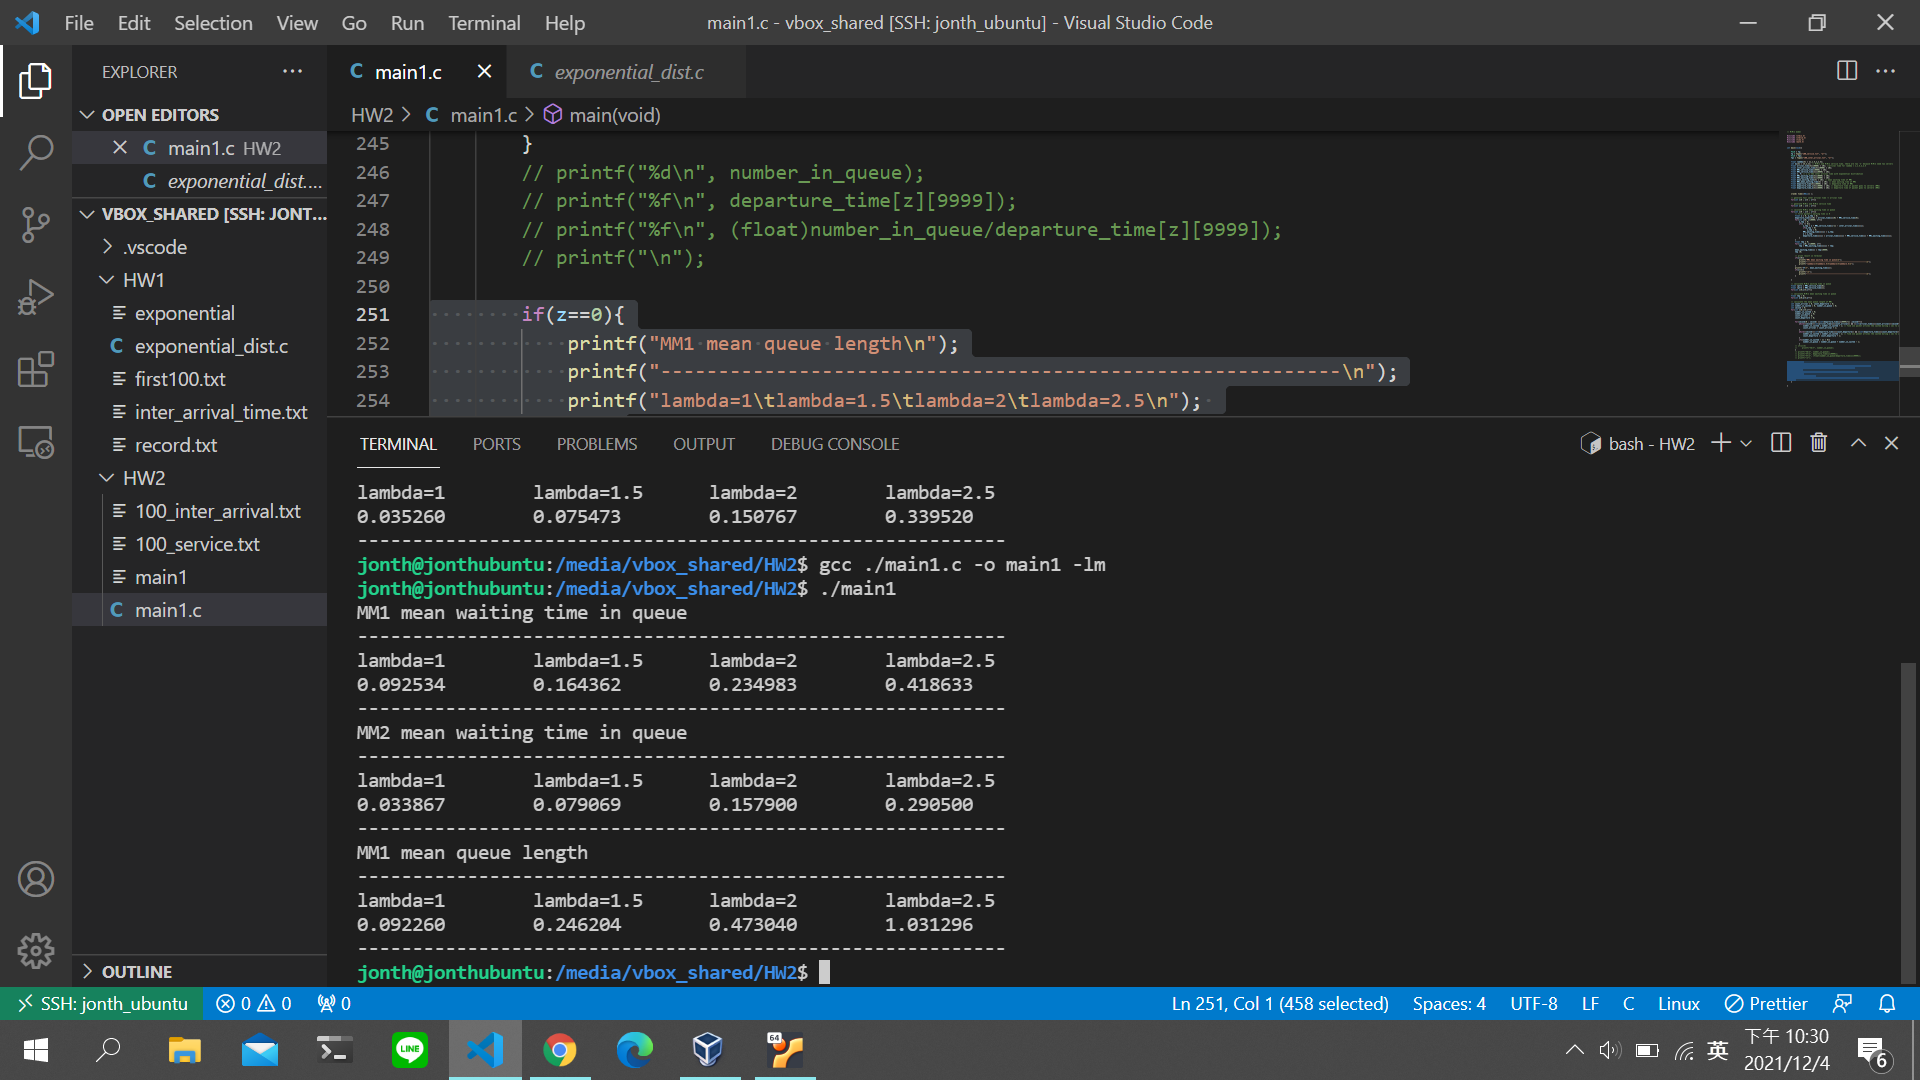 File Edit Selection View Go Run Terminal Help
main1.c - vbox_shared [SSH: jonth_ubuntu] - Visual Studio Code
EXPLORER
OPEN EDITORS
C main1.c HW2
C exponential_dist....
VBOX_SHARED [SSH: JONT...
.vscode
HW1
exponential
C exponential_dist.c
first100.txt
inter_arrival_time.txt
record.txt
HW2
100_inter_arrival.txt
100_service.txt
main1
C main1.c
OUTLINE
C main1.c
C exponential_dist.c
HW2 > C main1.c > main(void)
245 }
246 // printf("%d\n", number_in_queue);
247 // printf("%f\n", departure_time[z][9999]);
248 // printf("%f\n", (float)number_in_queue/departure_time[z][9999]);
249 // printf("\n");
250
251 if(z==0){
252 printf("MM1 mean queue length\n");
253 printf("-----------------------------------------------------------\n");
254 printf("lambda=1\tlambda=1.5\tlambda=2\tlambda=2.5\n");
TERMINAL PORTS PROBLEMS OUTPUT DEBUG CONSOLE
bash - HW2
lambda=1 lambda=1.5 lambda=2 lambda=2.5
0.035260 0.075473 0.150767 0.339520
-----------------------------------------------------------
jonth@jonthubuntu:/media/vbox_shared/HW2$ gcc ./main1.c -o main1 -lm
jonth@jonthubuntu:/media/vbox_shared/HW2$ ./main1
MM1 mean waiting time in queue
-----------------------------------------------------------
lambda=1 lambda=1.5 lambda=2 lambda=2.5
0.092534 0.164362 0.234983 0.418633
-----------------------------------------------------------
MM2 mean waiting time in queue
-----------------------------------------------------------
lambda=1 lambda=1.5 lambda=2 lambda=2.5
0.033867 0.079069 0.157900 0.290500
-----------------------------------------------------------
MM1 mean queue length
-----------------------------------------------------------
lambda=1 lambda=1.5 lambda=2 lambda=2.5
0.092260 0.246204 0.473040 1.031296
-----------------------------------------------------------
jonth@jonthubuntu:/media/vbox_shared/HW2$
SSH: jonth_ubuntu 0 0 0
Ln 251, Col 1 (458 selected) Spaces: 4 UTF-8 LF C Linux Prettier
LINE
64
英
下午 10:30
2021/12/4
6